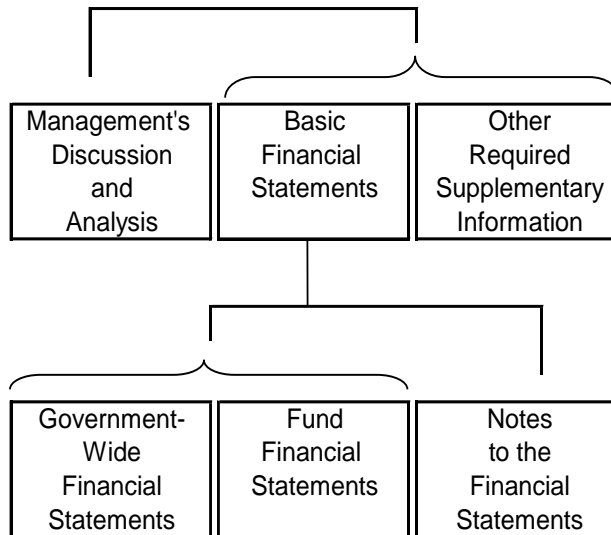 Management's
Discussion
and
Analysis
Basic
Financial
Statements
Other
Required
Supplementary
Information
Government-
Wide
Financial
Statements
Fund
Financial
Statements
Notes
to the
Financial
Statements